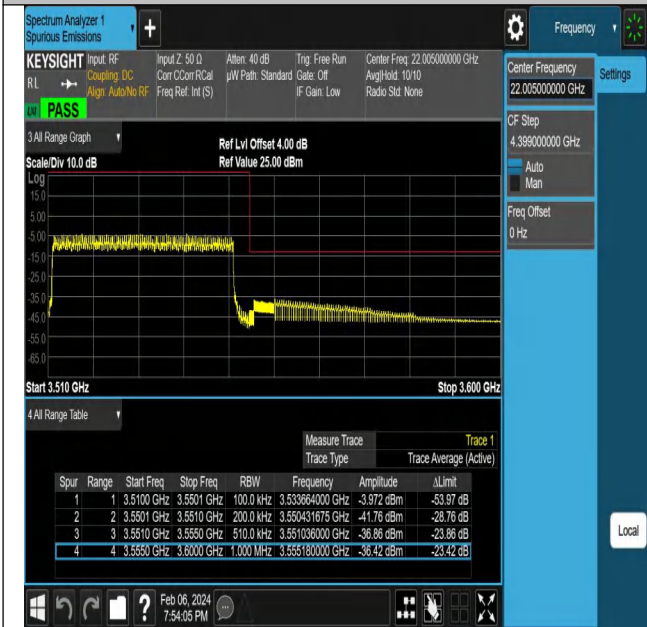 Spectrum Analyzer 1
Spurious Emissions
+
Frequency
KEYSIGHT
RL
LXI PASS
Input: RF
Coupling: DC
Align: Auto/No RF
Input Z: 50 Ω
Corr CCorr RCal
Freq Ref: Int (S)
Atten: 40 dB
µW Path: Standard
Trig: Free Run
Gate: Off
IF Gain: Low
Center Freq: 22.005000000 GHz
Avg|Hold: 10/10
Radio Std: None
Center Frequency
22.005000000 GHz
Settings
CF Step
4.399000000 GHz
Auto
Man
Freq Offset
0 Hz
3 All Range Graph
Scale/Div 10.0 dB
Ref Lvl Offset 4.00 dB
Ref Value 25.00 dBm
Log
15.0
5.00
-5.00
-15.0
-25.0
-35.0
-45.0
-55.0
-65.0
Start 3.510 GHz
Stop 3.600 GHz
4 All Range Table
Measure Trace Trace 1
Trace Type Trace Average (Active)
Spur Range Start Freq Stop Freq RBW Frequency Amplitude ΔLimit
1 1 3.5100 GHz 3.5501 GHz 100.0 kHz 3.533664000 GHz -3.972 dBm -53.97 dB
2 2 3.5501 GHz 3.5510 GHz 200.0 kHz 3.550431675 GHz -41.76 dBm -28.76 dB
3 3 3.5510 GHz 3.5550 GHz 510.0 kHz 3.551036000 GHz -36.86 dBm -23.86 dB
4 4 3.5550 GHz 3.6000 GHz 1.000 MHz 3.555180000 GHz -36.42 dBm -23.42 dB
Local
?
Feb 06, 2024
7:54:05 PM